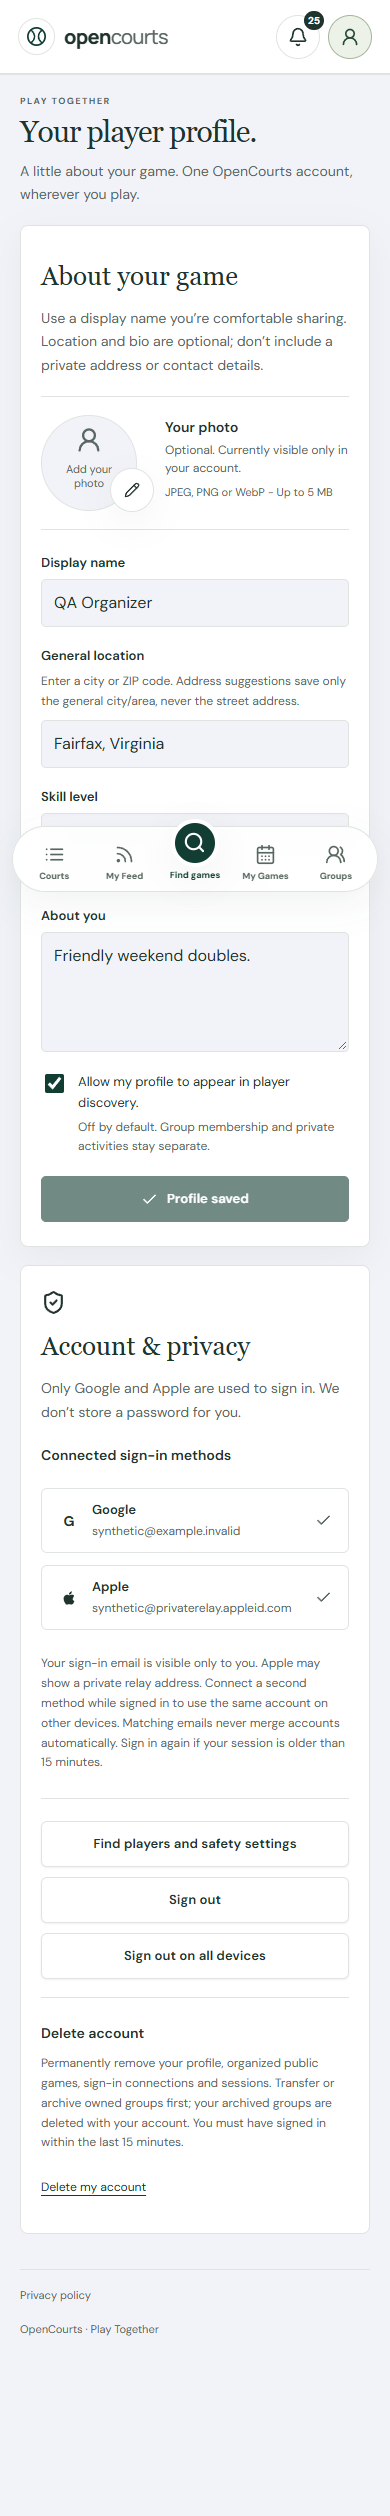 opencourts
25
PLAY TOGETHER
Your player profile.
A little about your game. One OpenCourts account,
wherever you play.
About your game
Use a display name you’re comfortable sharing.
Location and bio are optional; don’t include a
private address or contact details.
Add your
photo
Your photo
Optional. Currently visible only in
your account.
JPEG, PNG or WebP – Up to 5 MB
Display name
QA Organizer
General location
Enter a city or ZIP code. Address suggestions save only
the general city/area, never the street address.
Fairfax, Virginia
Skill level
Courts
My Feed
Find games
My Games
Groups
About you
Friendly weekend doubles.
Allow my profile to appear in player
discovery.
Off by default. Group membership and private
activities stay separate.
Profile saved
Account & privacy
Only Google and Apple are used to sign in. We
don’t store a password for you.
Connected sign-in methods
G
Google
synthetic@example.invalid
Apple
synthetic@privaterelay.appleid.com
Your sign-in email is visible only to you. Apple may
show a private relay address. Connect a second
method while signed in to use the same account on
other devices. Matching emails never merge accounts
automatically. Sign in again if your session is older than
15 minutes.
Find players and safety settings
Sign out
Sign out on all devices
Delete account
Permanently remove your profile, organized public
games, sign-in connections and sessions. Transfer or
archive owned groups first; your archived groups are
deleted with your account. You must have signed in
within the last 15 minutes.
Delete my account
Privacy policy
OpenCourts · Play Together